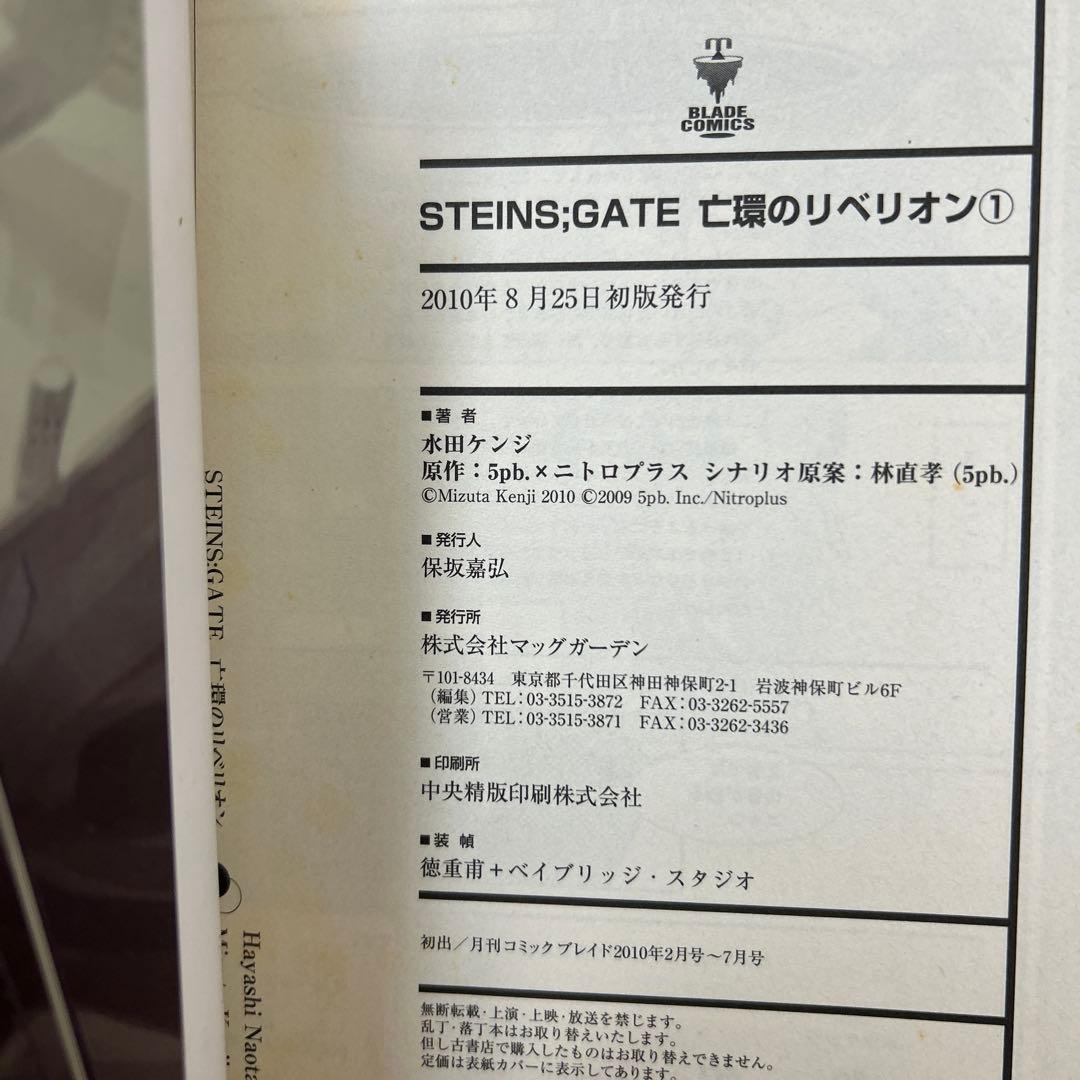 BLADE
COMICS
STEINS;GATE 亡環のリベリオン①
2010年8月25日初版発行
■著 者
水田ケンジ
原作：5pb.×ニトロプラス シナリオ原案：林直孝 (5pb.)
©Mizuta Kenji 2010 ©2009 5pb. Inc./Nitroplus
■発行人
保坂嘉弘
■発行所
株式会社マッグガーデン
〒101-8434 東京都千代田区神田神保町2-1 岩波神保町ビル6F
（編集）TEL：03-3515-3872 FAX：03-3262-5557
（営業）TEL：03-3515-3871 FAX：03-3262-3436
■印刷所
中央精版印刷株式会社
■装 幀
徳重甫＋ベイブリッジ・スタジオ
初出／月刊コミックブレイド2010年2月号～7月号
無断転載・上演・上映・放送を禁じます。
乱丁・落丁本はお取り替えいたします。
但し古書店で購入したものはお取り替えできません。
定価は表紙カバーに表示してあります。
STEINS;GATE 亡環のリベリオン
Hayashi